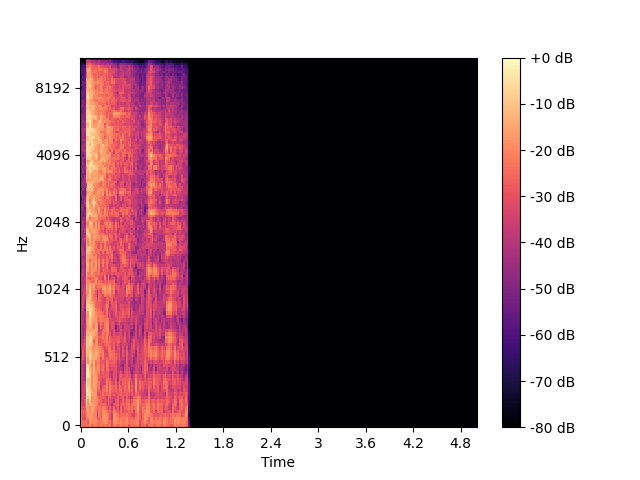 8192
4096
2048
1024
512
0
Hz
0 0.6 1.2 1.8 2.4 3 3.6 4.2 4.8
Time
+0 dB
-10 dB
-20 dB
-30 dB
-40 dB
-50 dB
-60 dB
-70 dB
-80 dB